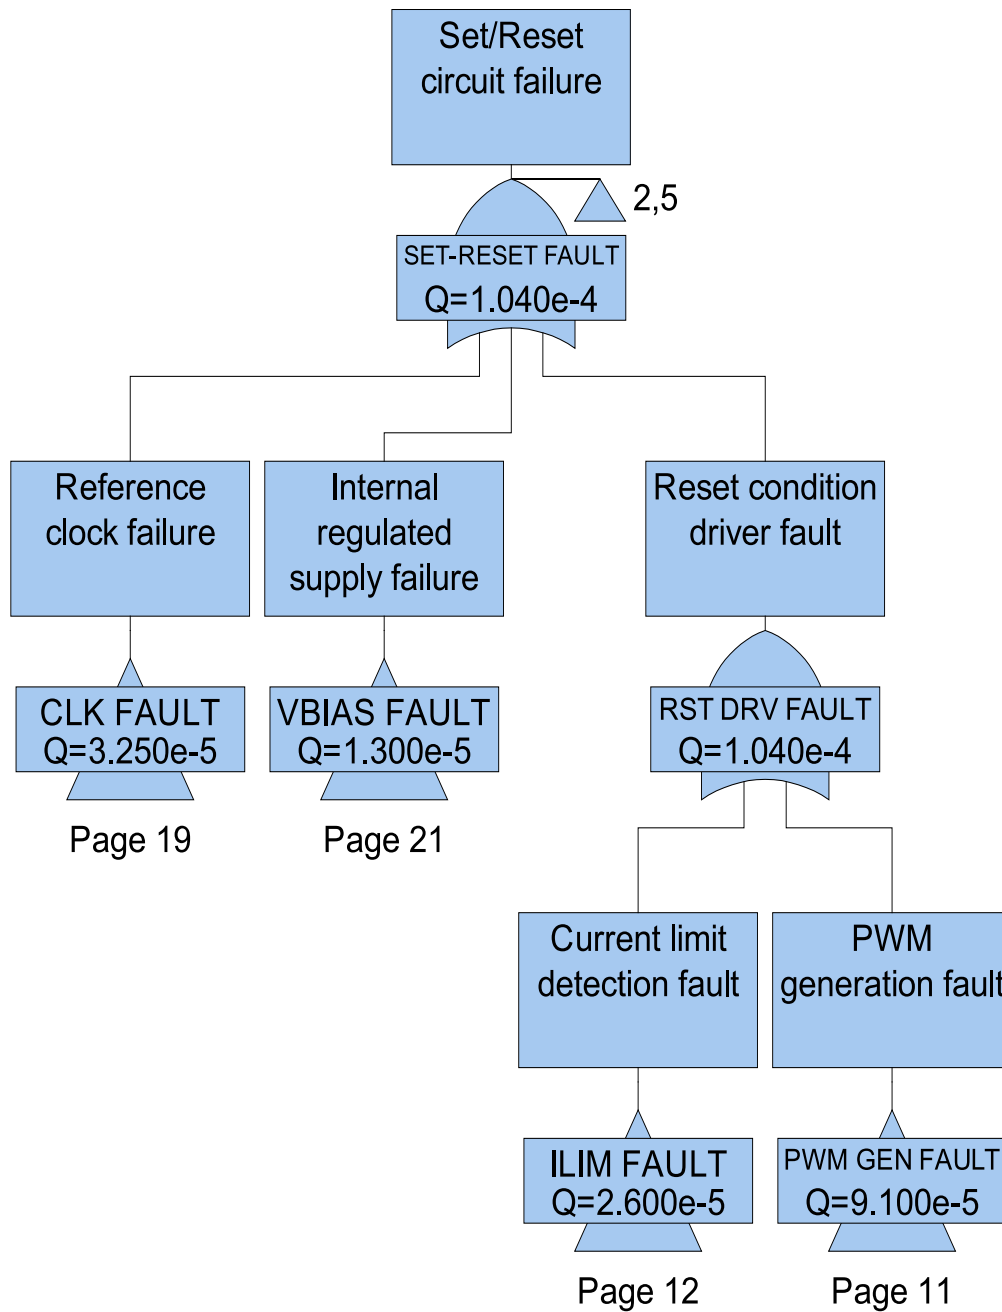 Set/Reset
circuit failure
2,5
SET-RESET FAULT
Q=1.040e-4
Reference
clock failure
Internal
regulated
supply failure
Reset condition
driver fault
CLK FAULT
Q=3.250e-5
VBIAS FAULT
Q=1.300e-5
RST DRV FAULT
Q=1.040e-4
Page 19
Page 21
Current limit
detection fault
PWM
generation fault
ILIM FAULT
Q=2.600e-5
PWM GEN FAULT
Q=9.100e-5
Page 12
Page 11